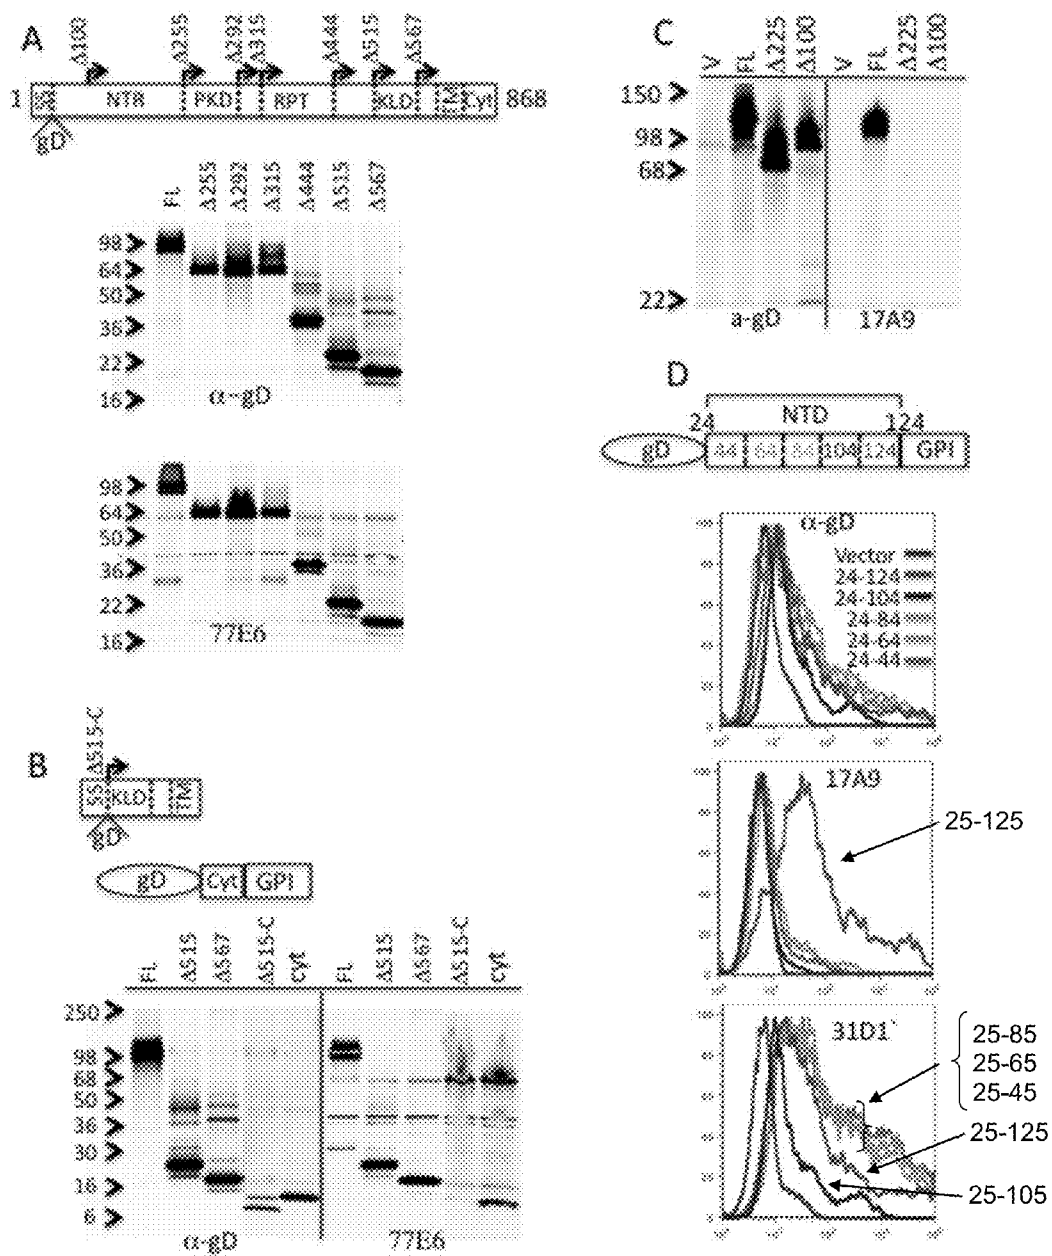 A
Δ100
Δ255
Δ292
Δ315
Δ444
Δ515
Δ567
1 SS NTR PKD RPT KLD TM Cyt 868
gD
FL Δ255 Δ292 Δ315 Δ444 Δ515 Δ567
98
64
50
36
22
16
α-gD
98
64
50
36
22
16
77E6
B
Δ515-C
SS KLD TM
gD
gD Cyt GPI
FL Δ515 Δ567 Δ515-C Cyt FL Δ515 Δ567 Δ515-C Cyt
250
98
68
50
36
30
16
6
α-gD 77E6
C
V FL Δ225 Δ100 V FL Δ225 Δ100
150
98
68
22
a-gD 17A9
D
NTD
24 124
gD 44 64 84 104 124 GPI
α-gD
Vector
24-124
24-104
24-84
24-64
24-44
17A9
25-125
31D1
25-85
25-65
25-45
25-125
25-105